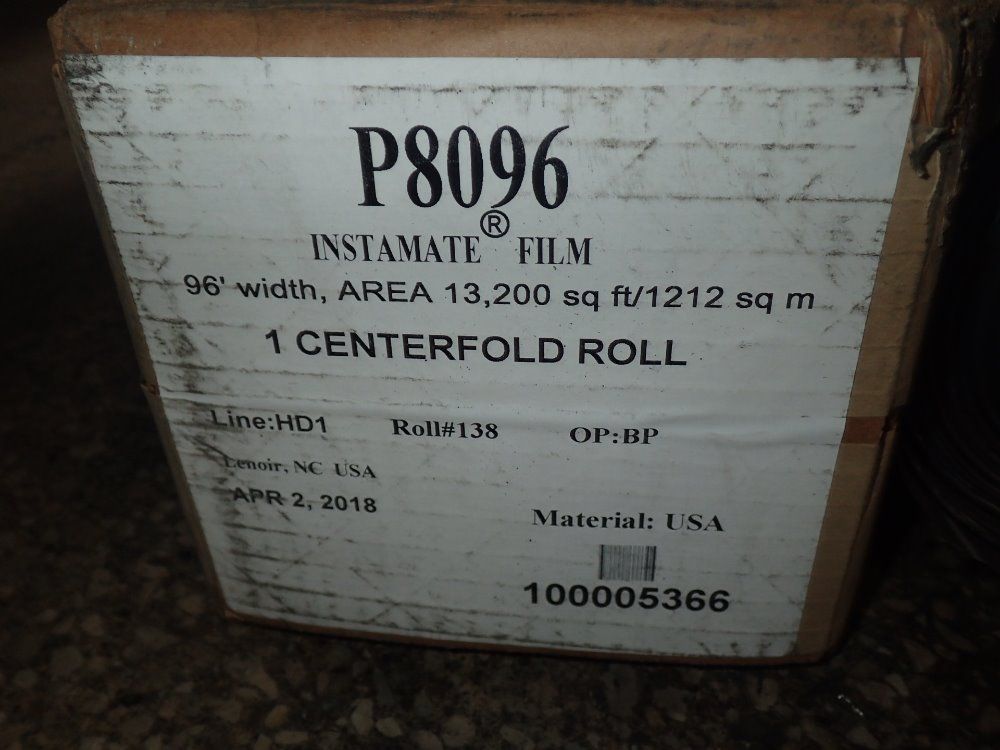 P8096
INSTAMATE® FILM
96' width, AREA 13,200 sq ft/1212 sq m
1 CENTERFOLD ROLL
Line:HD1 Roll#138 OP:BP
Lenoir, NC USA
APR 2, 2018
Material: USA
100005366